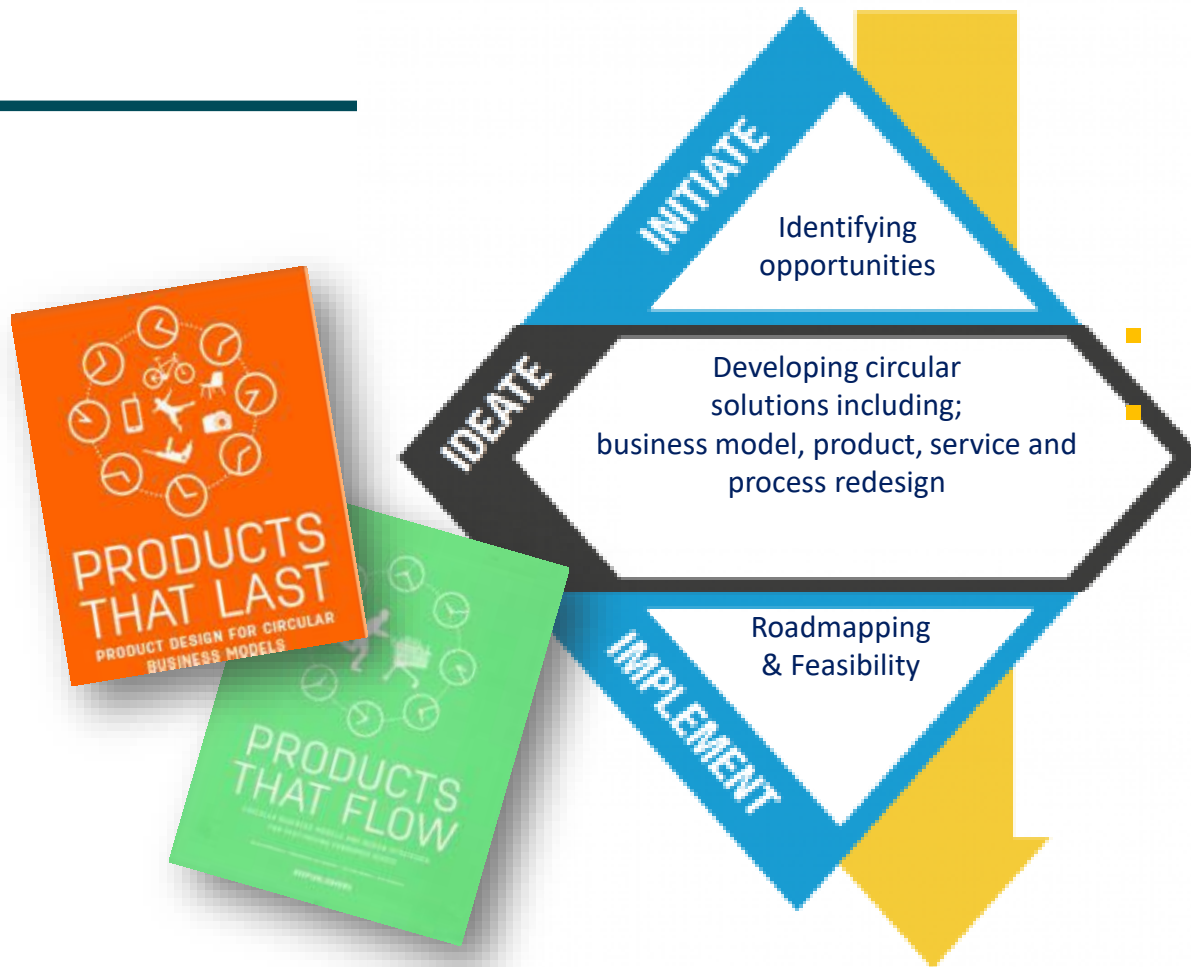 INITIATE
Identifying
opportunities
IDEATE
Developing circular
solutions including;
business model, product, service and
process redesign
IMPLEMENT
Roadmapping
& Feasibility
PRODUCTS
THAT LAST
PRODUCT DESIGN FOR CIRCULAR
BUSINESS MODELS
PRODUCTS
THAT FLOW